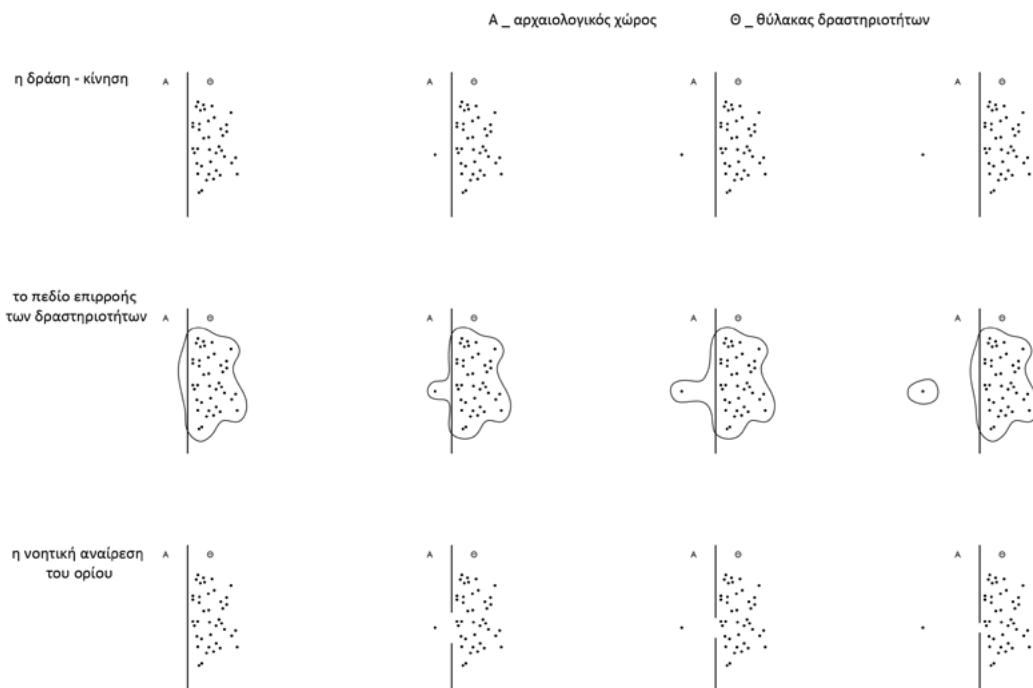 Α _ αρχαιολογικός χώρος Θ _ θύλακας δραστηριοτήτων
η δράση - κίνηση
Α Θ Α Θ Α Θ Α Θ
το πεδίο επιρροής
των δραστηριοτήτων
Α Θ Α Θ Α Θ Α Θ
η νοητική αναίρεση
του ορίου
Α Θ Α Θ Α Θ Α Θ